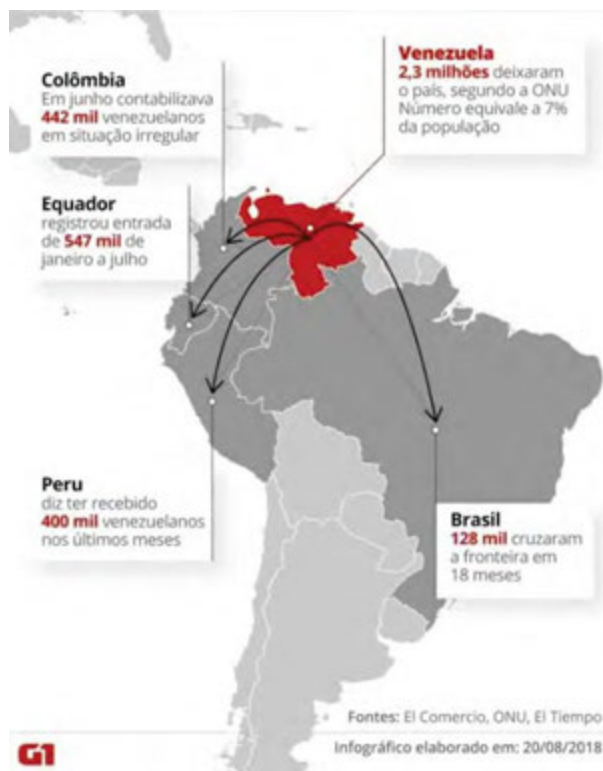 Venezuela
2,3 milhões deixaram
o país, segundo a ONU
Número equivale a 7%
da população
Colômbia
Em junho contabilizava
442 mil venezuelanos
em situação irregular
Equador
registrou entrada
de 547 mil de
janeiro a julho
Peru
diz ter recebido
400 mil venezuelanos
nos últimos meses
Brasil
128 mil cruzaram
a fronteira em
18 meses
Fontes: El Comercio, ONU, El Tiempo
G1
Infográfico elaborado em: 20/08/2018